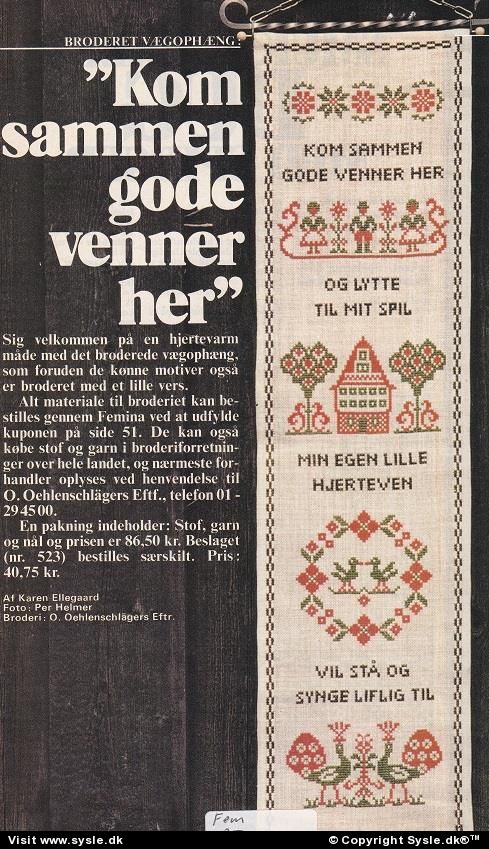 BRODERET VÆGOPHÆNG:
”Kom
sammen
gode
venner
her”
Sig velkommen på en hjertevarm
måde med det broderede vægophæng,
som foruden de kønne motiver også
er broderet med et lille vers.
Alt materiale til broderiet kan be-
stilles gennem Femina ved at udfylde
kuponen på side 51. De kan også
købe stof og garn i broderiforretnin-
ger over hele landet, og nærmeste for-
handler oplyses ved henvendelse til
O. Oehlenschlägers Eftf., telefon 01 -
29 45 00.
En pakning indeholder: Stof, garn
og nål og prisen er 86,50 kr. Beslaget
(nr. 523) bestilles særskilt. Pris:
40,75 kr.
Af Karen Ellegaard
Foto: Per Helmer
Broderi: O. Oehlenschlägers Eftr.
KOM SAMMEN
GODE VENNER HER
OG LYTTE
TIL MIT SPIL
MIN EGEN LILLE
HJERTEVEN
VIL STÅ OG
SYNGE LIFLIG TIL
Fem
Visit www.sysle.dk
© Copyright Sysle.dk®™